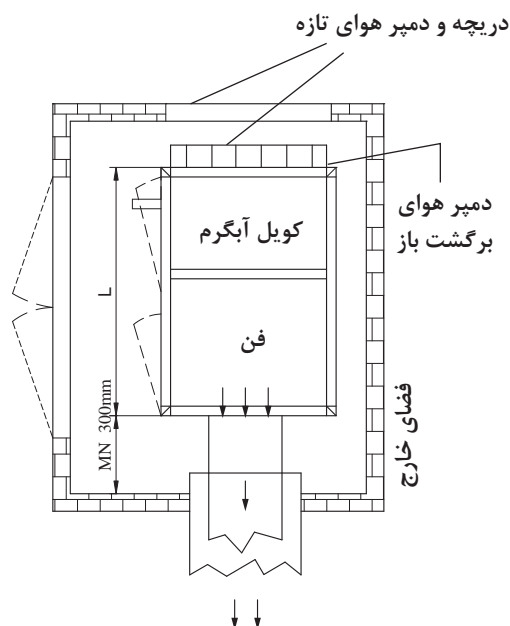 دریچه و دمپر هوای تازه
دمپر هوای
برگشت باز
کویل آبگرم
فن
L
MN 300mm
فضای خارج